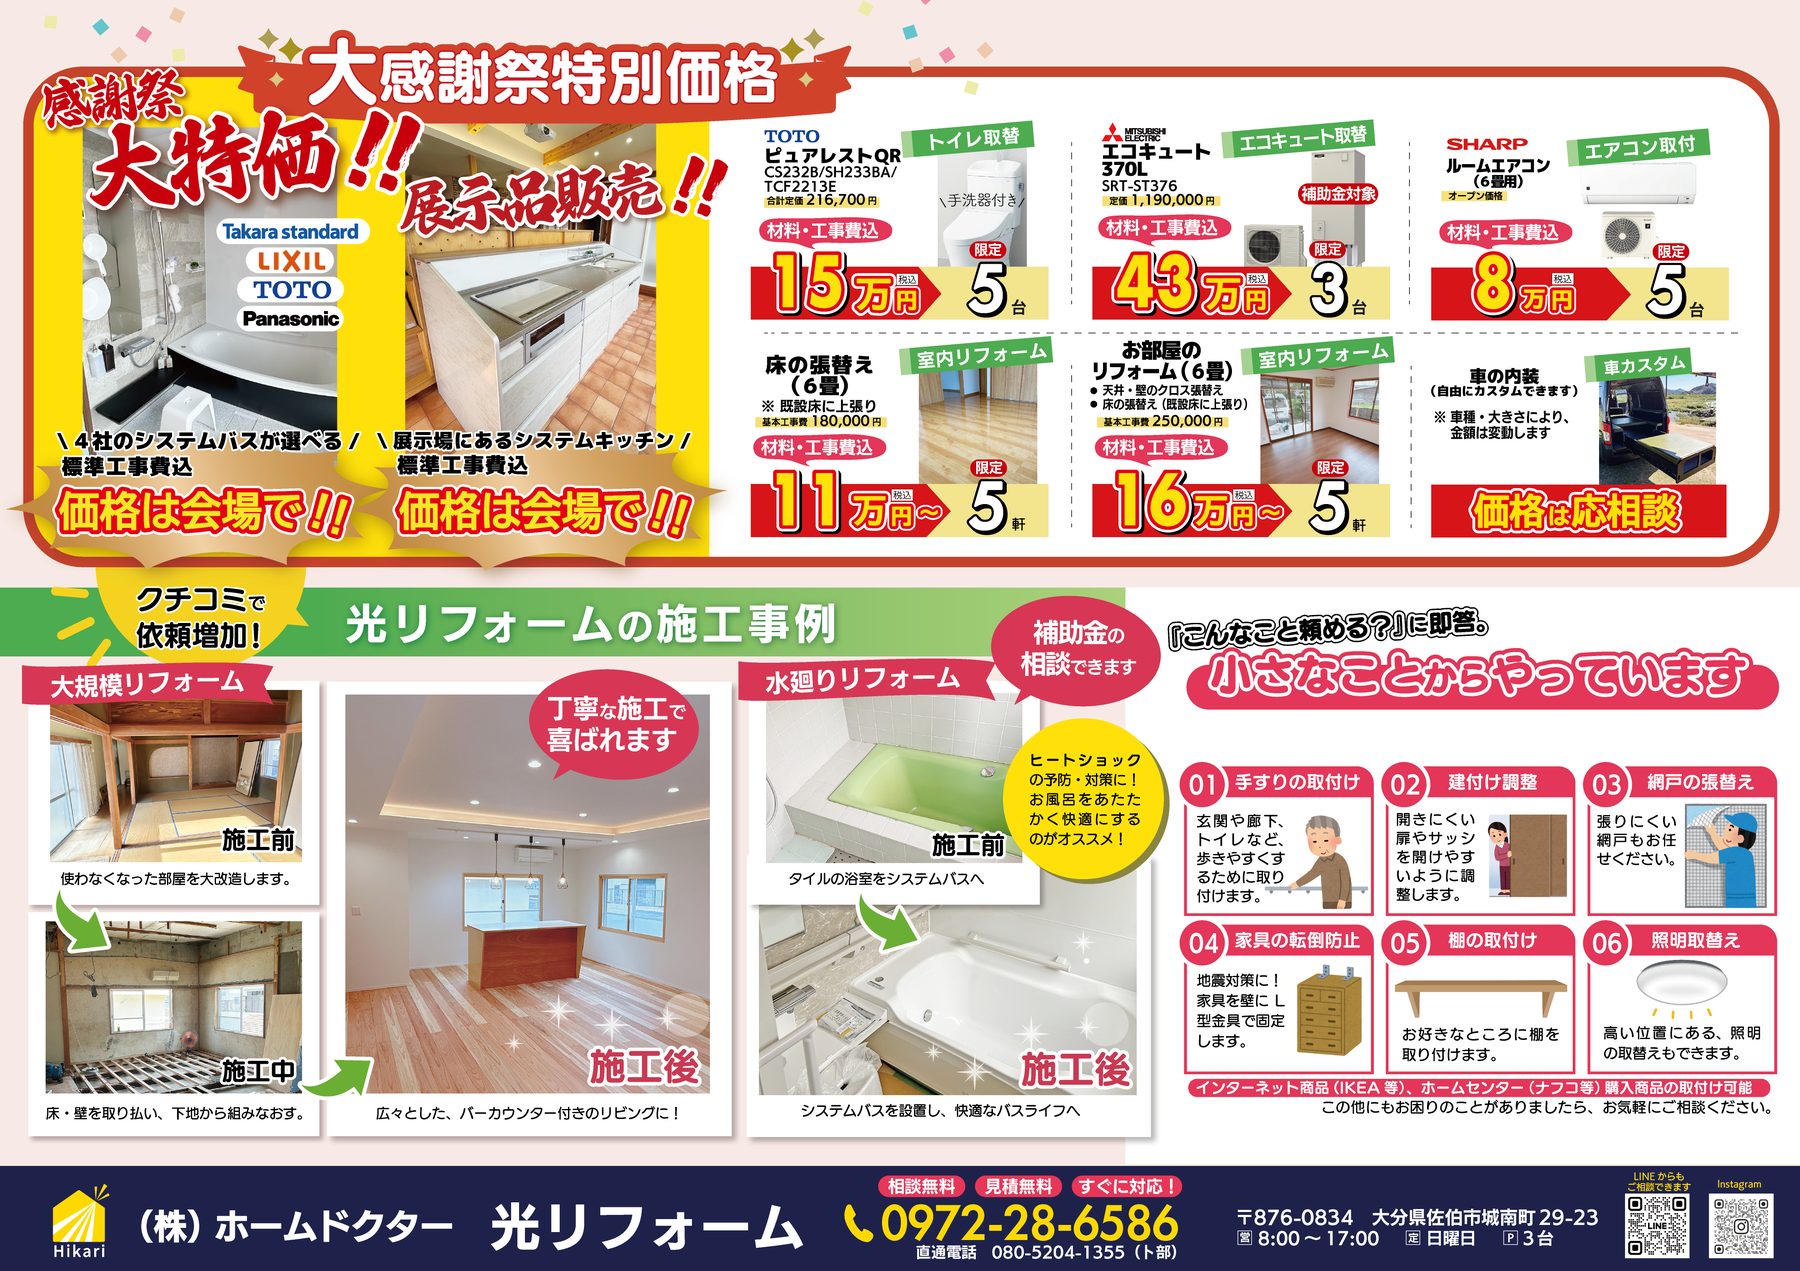 大感謝祭特別価格
感謝祭
大特価!!
展示品販売!!
Takara standard
LIXIL
TOTO
Panasonic
\ 4社のシステムバスが選べる /
標準工事費込
価格は会場で!!
\ 展示場にあるシステムキッチン /
標準工事費込
価格は会場で!!
TOTO
トイレ取替
ピュアレストQR
CS232B/SH233BA/
TCF2213E
合計定価 216,700円
\手洗器付き/
材料・工事費込
15万円
税込
限定
5台
MITSUBISHI
ELECTRIC
エコキュート取替
エコキュート
370L
SRT-ST376
定価 1,190,000円
補助金対象
材料・工事費込
43万円
税込
限定
3台
SHARP
エアコン取付
ルームエアコン
(6畳用)
オープン価格
材料・工事費込
8万円
税込
限定
5台
床の張替え
(6畳)
室内リフォーム
※ 既設床に上張り
基本工事費 180,000円
材料・工事費込
11万円~
税込
限定
5軒
お部屋の
リフォーム(6畳)
室内リフォーム
● 天井・壁のクロス張替え
● 床の張替え(既設床に上張り)
基本工事費 250,000円
材料・工事費込
16万円~
税込
限定
5軒
車の内装
(自由にカスタムできます)
車カスタム
※ 車種・大きさにより、
金額は変動します
価格は応相談
クチコミで
依頼増加!
光リフォームの施工事例
補助金の
相談できます
大規模リフォーム
施工前
使わなくなった部屋を大改造します。
施工中
床・壁を取り払い、下地から組みなおす。
丁寧な施工で
喜ばれます
施工後
広々とした、バーカウンター付きのリビングに!
水廻りリフォーム
施工前
タイルの浴室をシステムバスへ
ヒートショック
の予防・対策に!
お風呂をあたた
かく快適にする
のがオススメ!
施工後
システムバスを設置し、快適なバスライフへ
『こんなこと頼める?』に即答。
小さなことからやっています
01 手すりの取付け
玄関や廊下、
トイレなど、
歩きやすくす
るために取り
付けます。
02 建付け調整
開きにくい
扉やサッシ
を開けやす
いように調
整します。
03 網戸の張替え
張りにくい
網戸もお任
せください。
04 家具の転倒防止
地震対策に!
家具を壁に L
型金具で固定
します。
05 棚の取付け
お好きなところに棚を
取り付けます。
06 照明取替え
高い位置にある、照明
の取替えもできます。
インターネット商品(IKEA 等)、ホームセンター(ナフコ等)購入商品の取付け可能
この他にもお困りのことがありましたら、お気軽にご相談ください。
Hikari
(株)ホームドクター 光リフォーム
相談無料 見積無料 すぐに対応!
0972-28-6586
直通電話 080-5204-1355(ト部)
〒876-0834 大分県佐伯市城南町 29-23
営 8:00~17:00 定 日曜日 P 3台
LINE からも
ご相談できます
LINE
Instagram